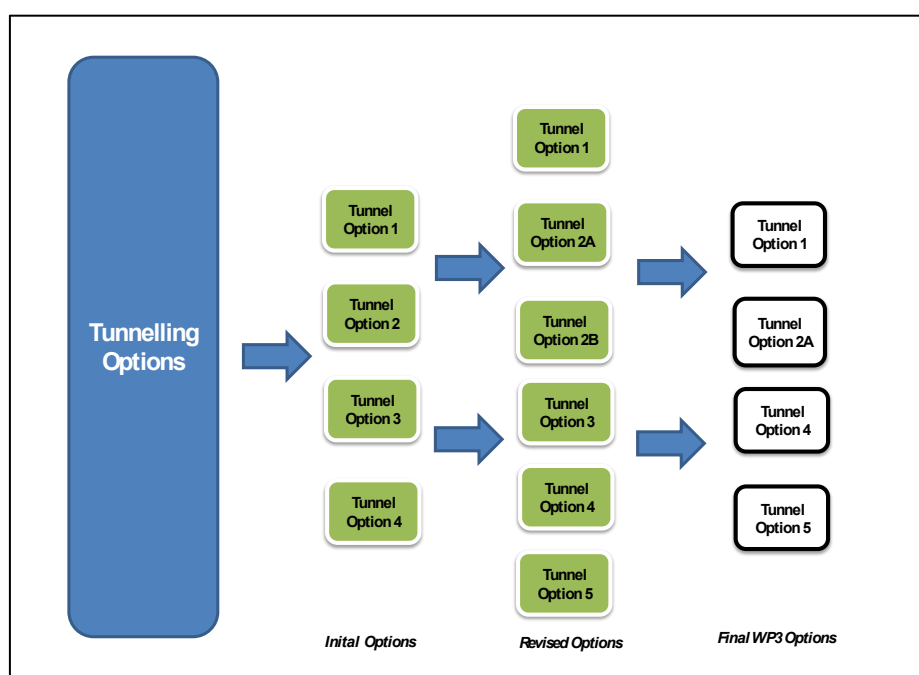 Tunnelling
Options
Tunnel
Option 1
Tunnel
Option 2
Tunnel
Option 3
Tunnel
Option 4
Inital Options
Tunnel
Option 1
Tunnel
Option 2A
Tunnel
Option 2B
Tunnel
Option 3
Tunnel
Option 4
Tunnel
Option 5
Revised Options
Tunnel
Option 1
Tunnel
Option 2A
Tunnel
Option 4
Tunnel
Option 5
Final WP3 Options